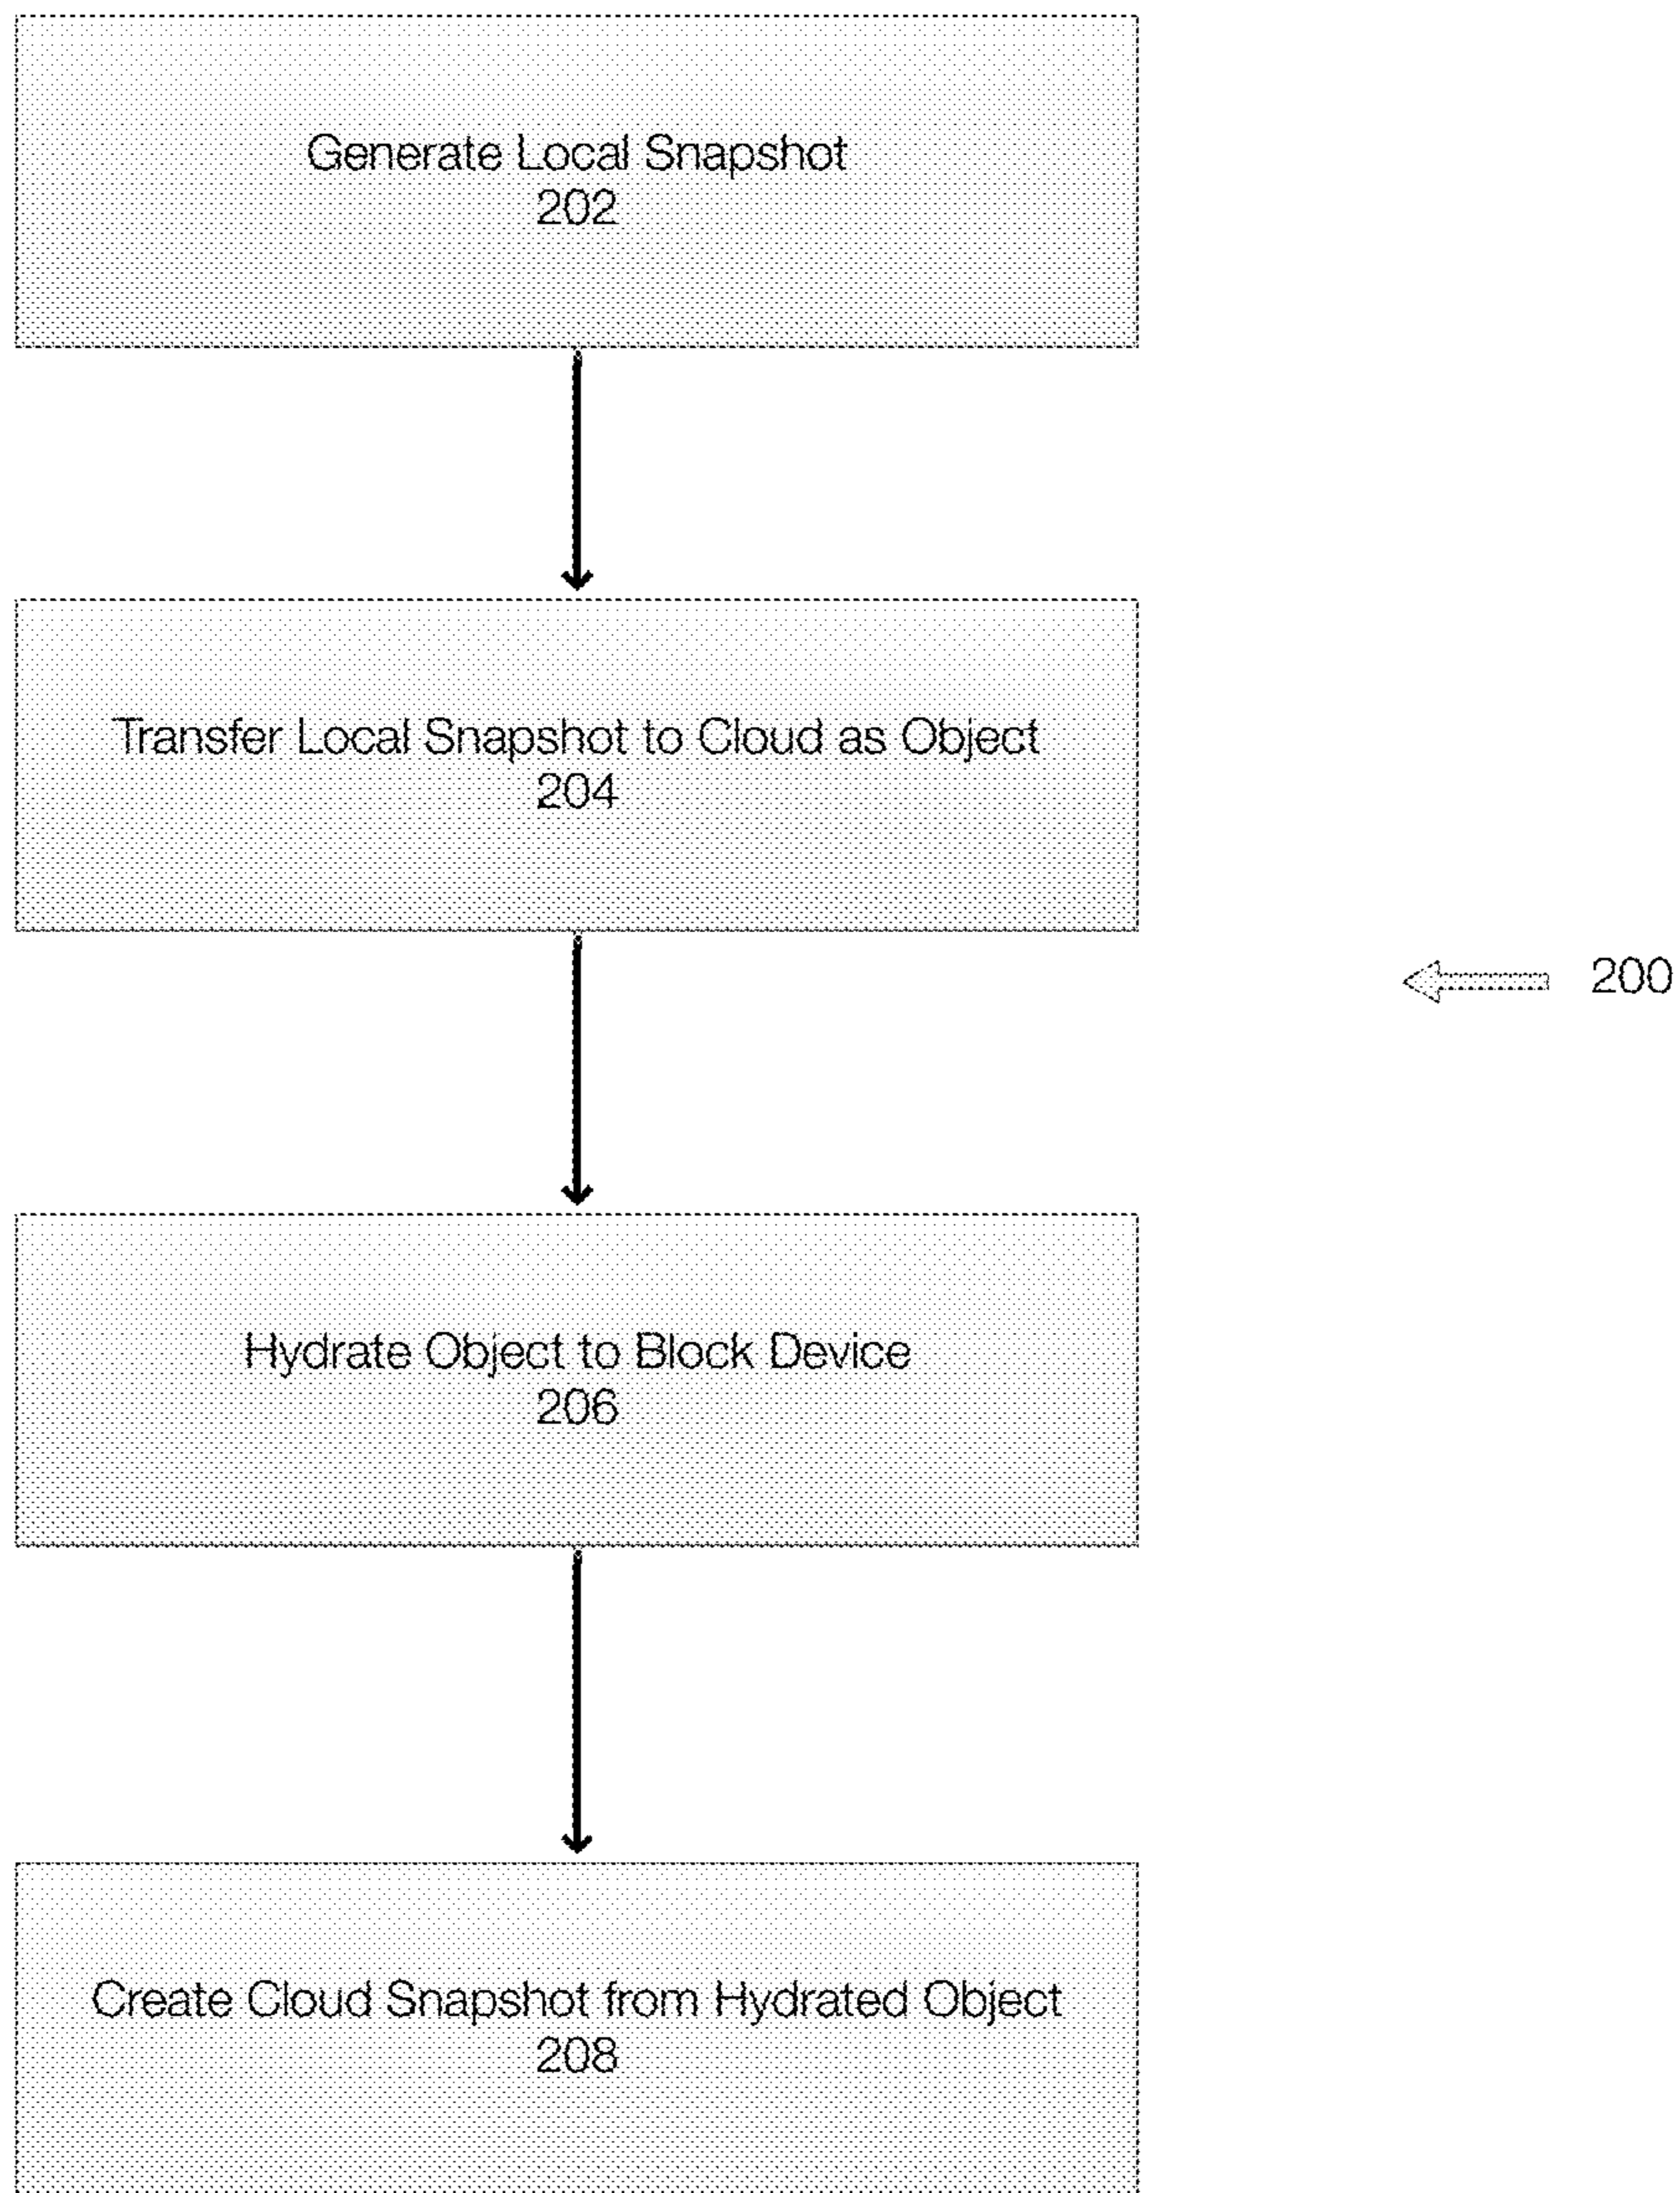 Generate Local Snapshot
202
Transfer Local Snapshot to Cloud as Object
204
200
Hydrate Object to Block Device
206
Create Cloud Snapshot from Hydrated Object
208